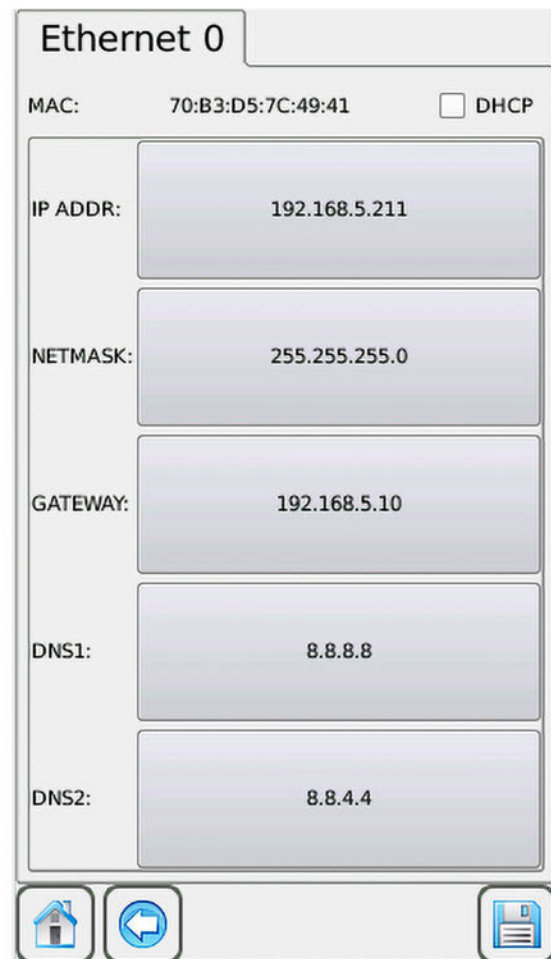 Ethernet 0
MAC: 70:B3:D5:7C:49:41 DHCP
IP ADDR: 192.168.5.211
NETMASK: 255.255.255.0
GATEWAY: 192.168.5.10
DNS1: 8.8.8.8
DNS2: 8.8.4.4